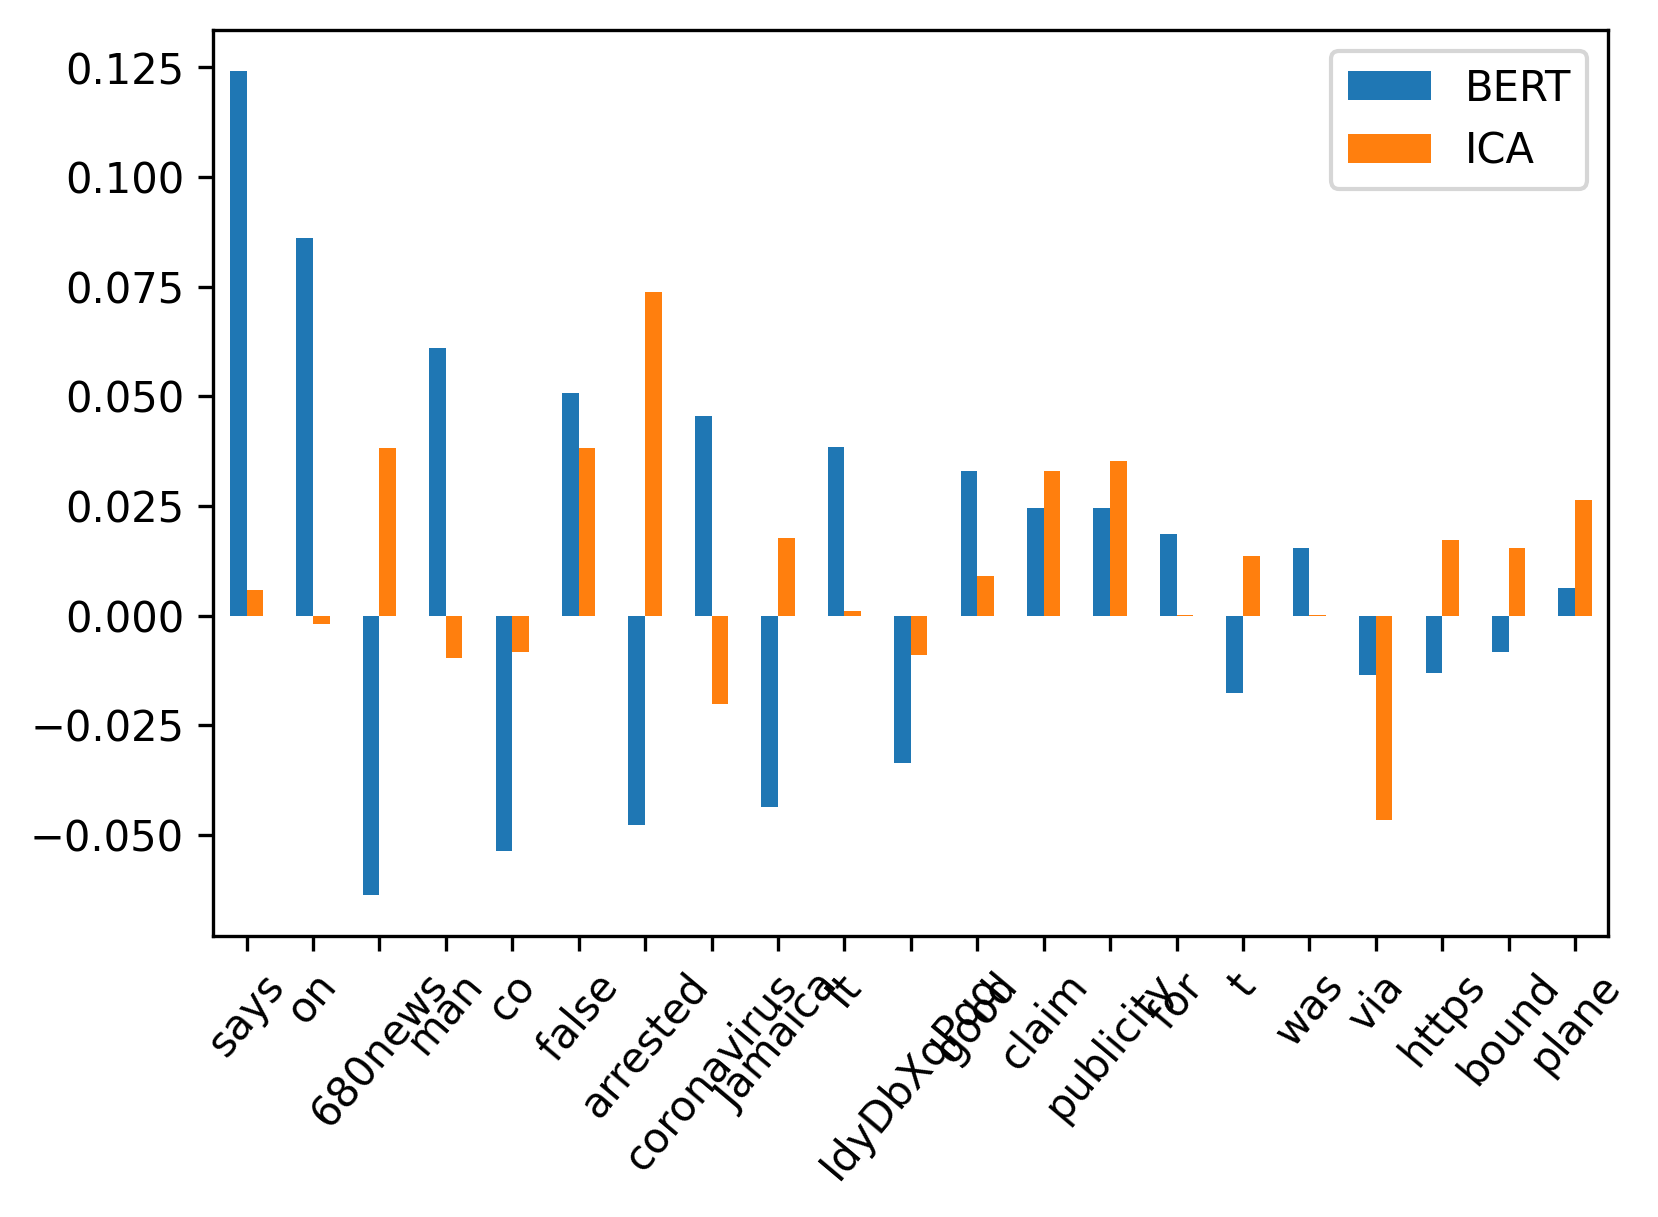 0.125
0.100
0.075
0.050
0.025
0.000
−0.025
−0.050
BERT
ICA
says
on
680news
man
co
false
arrested
coronavirus
Jamaica
it
good
claim
publicity
for
t
was
via
https
bound
plane